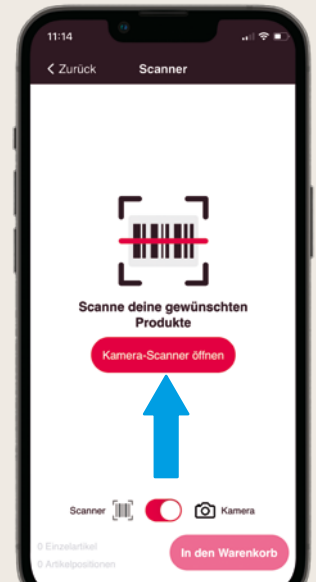 11:14
Zurück Scanner
Scanne deine gewünschten
Produkte
Kamera-Scanner öffnen
Scanner Kamera
0 Einzelartikel
0 Artikelpositionen
In den Warenkorb